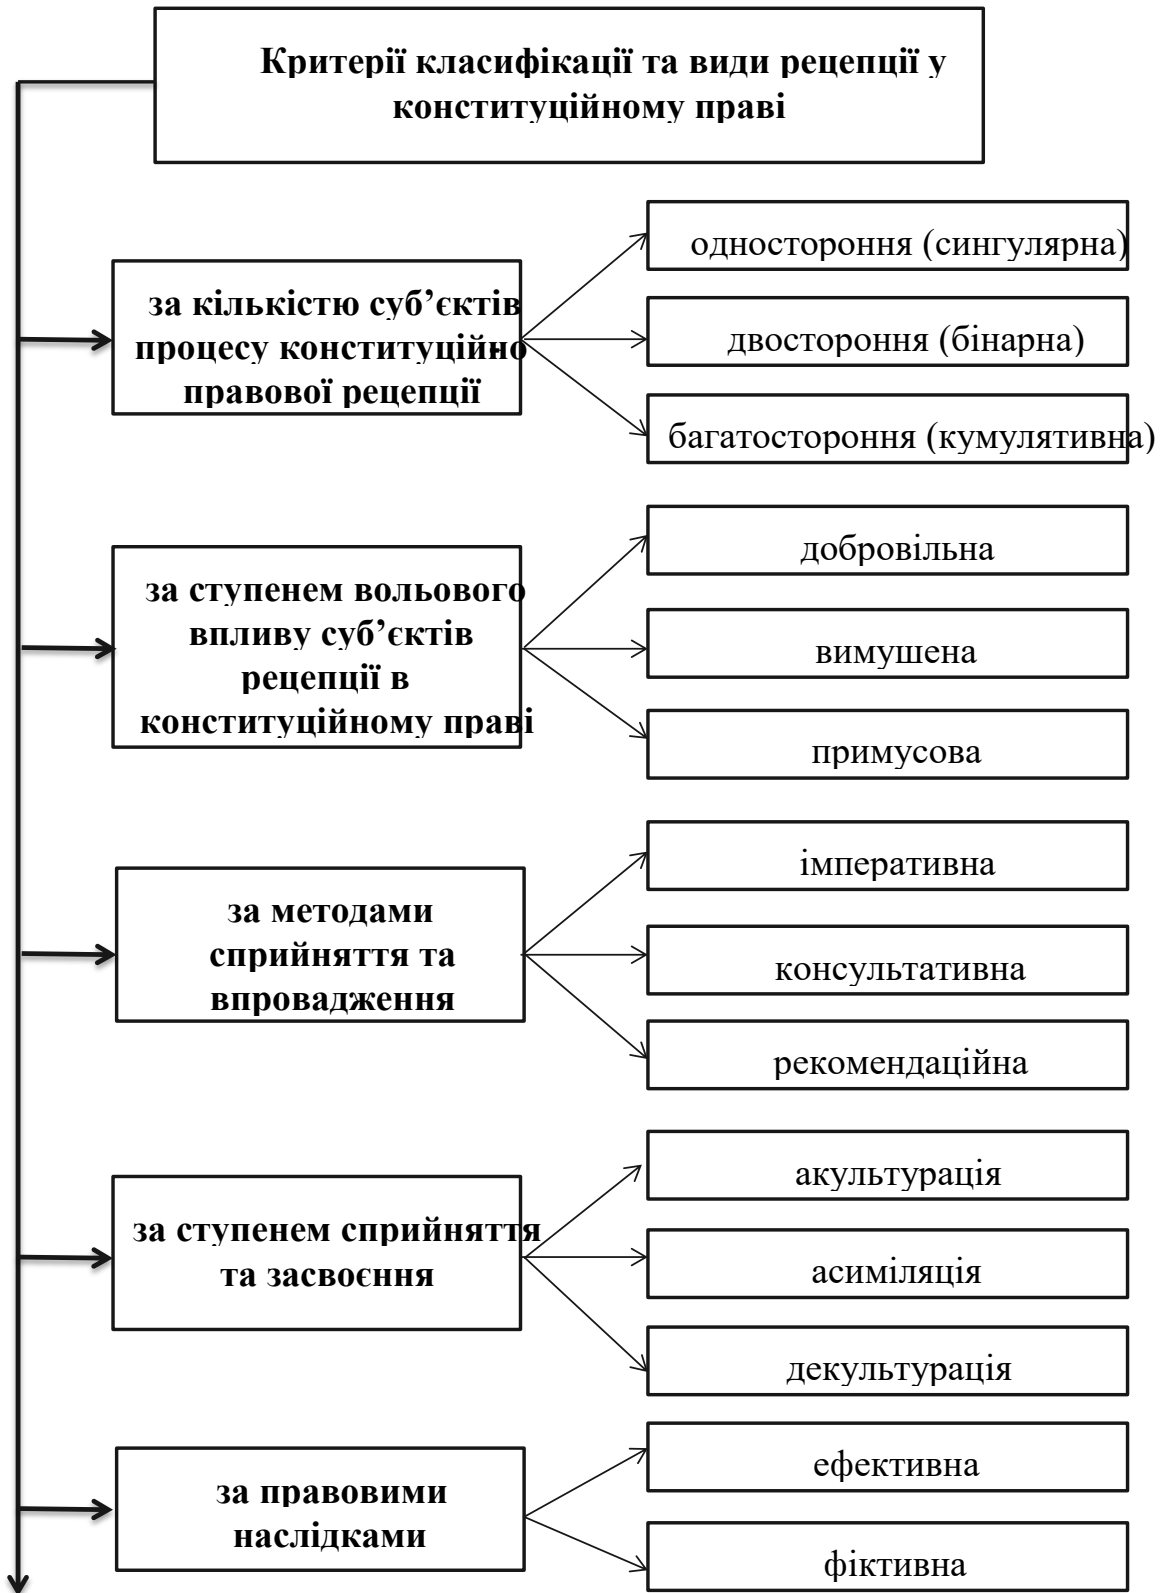 Критерії класифікації та види рецепції у
конституційному праві
за кількістю суб’єктів
процесу конституційно-
правової рецепції
одностороння (сингулярна)
двостороння (бінарна)
багатостороння (кумулятивна)
за ступенем вольового
впливу суб’єктів
рецепції в
конституційному праві
добровільна
вимушена
примусова
за методами
сприйняття та
впровадження
імперативна
консультативна
рекомендаційна
за ступенем сприйняття
та засвоєння
акультурація
асиміляція
декультурація
за правовими
наслідками
ефективна
фіктивна